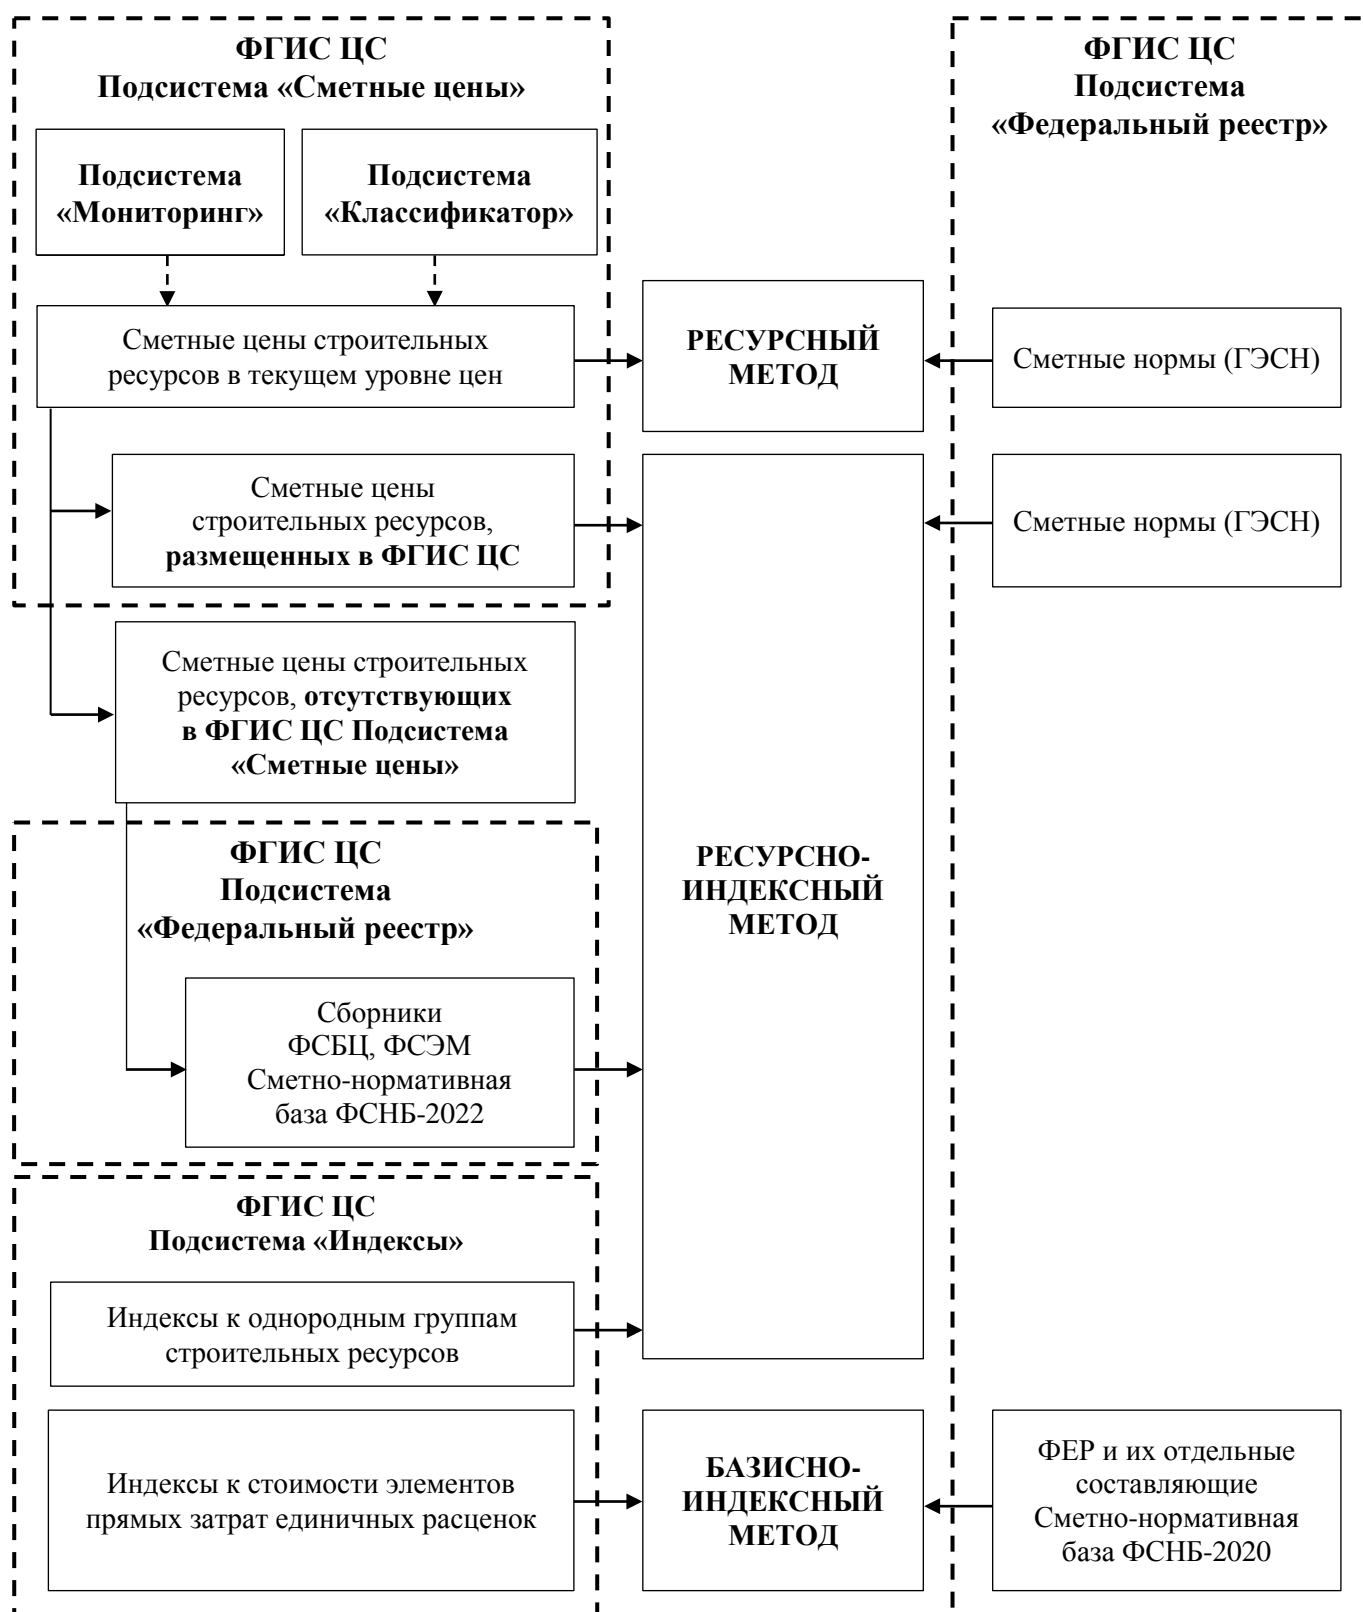 ФГИС ЦС
Подсистема «Сметные цены»
Подсистема
«Мониторинг»
Подсистема
«Классификатор»
Сметные цены строительных
ресурсов в текущем уровне цен
Сметные цены
строительных ресурсов,
размещенных в ФГИС ЦС
Сметные цены строительных
ресурсов, отсутствующих
в ФГИС ЦС Подсистема
«Сметные цены»
ФГИС ЦС
Подсистема
«Федеральный реестр»
Сборники
ФСБЦ, ФСЭМ
Сметно-нормативная
база ФСНБ-2022
ФГИС ЦС
Подсистема «Индексы»
Индексы к однородным группам
строительных ресурсов
Индексы к стоимости элементов
прямых затрат единичных расценок
РЕСУРСНЫЙ
МЕТОД
РЕСУРСНО-
ИНДЕКСНЫЙ
МЕТОД
БАЗИСНО-
ИНДЕКСНЫЙ
МЕТОД
ФГИС ЦС
Подсистема
«Федеральный реестр»
Сметные нормы (ГЭСН)
Сметные нормы (ГЭСН)
ФЕР и их отдельные
составляющие
Сметно-нормативная
база ФСНБ-2020